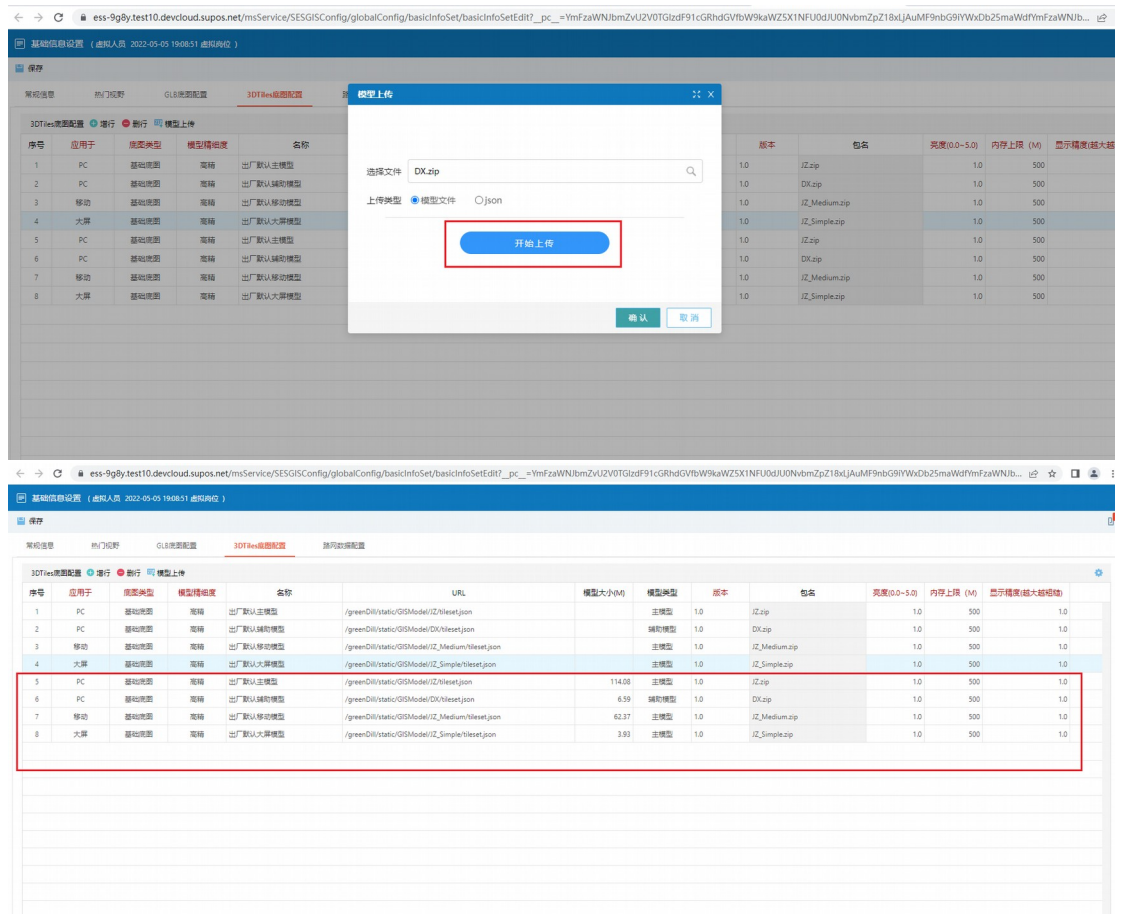 ess-9g8y.test10.devcloud.supos.net/msService/SESGISConfig/globalConfig/basicInfoSet/basicInfoSetEdit?__pc__=YmFzaWNJbmZvU2V0TGlzdF91cGRhdGVfbW9kaWZ5X1NFU0dJU0NvbmZpZ18xLjAuMF9nbG9iYWxDb25maWdfYmFzaWNJb...
基础信息设置 (虚拟人员 2022-05-05 19:08:51 虚拟岗位 )
保存
常规信息 热门视野 GLB底图配置 3DTiles底图配置 模型上传
3DTiles底图配置 增行 删行 模型上传
序号 应用于 底图类型 模型精细度 名称 版本 包名 亮度(0.0~5.0) 内存上限 (M) 显示精度(越大越
1 PC 基础底图 高精 出厂默认主模型 1.0 JZ.zip 1.0 500
2 PC 基础底图 高精 出厂默认辅助模型 1.0 DX.zip 1.0 500
3 移动 基础底图 高精 出厂默认移动模型 1.0 JZ_Medium.zip 1.0 500
4 大屏 基础底图 高精 出厂默认大屏模型 1.0 JZ_Simple.zip 1.0 500
5 PC 基础底图 高精 出厂默认主模型 1.0 JZ.zip 1.0 500
6 PC 基础底图 高精 出厂默认辅助模型 1.0 DX.zip 1.0 500
7 移动 基础底图 高精 出厂默认移动模型 1.0 JZ_Medium.zip 1.0 500
8 大屏 基础底图 高精 出厂默认大屏模型 1.0 JZ_Simple.zip 1.0 500
选择文件 DX.zip
上传类型 模型文件 json
开始上传
确认 取消
ess-9g8y.test10.devcloud.supos.net/msService/SESGISConfig/globalConfig/basicInfoSet/basicInfoSetEdit?__pc__=YmFzaWNJbmZvU2V0TGlzdF91cGRhdGVfbW9kaWZ5X1NFU0dJU0NvbmZpZ18xLjAuMF9nbG9iYWxDb25maWdfYmFzaWNJb...
基础信息设置 (虚拟人员 2022-05-05 19:08:51 虚拟岗位 )
保存
常规信息 热门视野 GLB底图配置 3DTiles底图配置 路网数据配置
3DTiles底图配置 增行 删行 模型上传
序号 应用于 底图类型 模型精细度 名称 URL 模型大小(M) 模型类型 版本 包名 亮度(0.0~5.0) 内存上限 (M) 显示精度(越大越粗糙)
1 PC 基础底图 高精 出厂默认主模型 /greenDill/static/GISModel/JZ/tileset.json 主模型 1.0 JZ.zip 1.0 500 1.0
2 PC 基础底图 高精 出厂默认辅助模型 /greenDill/static/GISModel/DX/tileset.json 辅助模型 1.0 DX.zip 1.0 500 1.0
3 移动 基础底图 高精 出厂默认移动模型 /greenDill/static/GISModel/JZ_Medium/tileset.json 主模型 1.0 JZ_Medium.zip 1.0 500 1.0
4 大屏 基础底图 高精 出厂默认大屏模型 /greenDill/static/GISModel/JZ_Simple/tileset.json 主模型 1.0 JZ_Simple.zip 1.0 500 1.0
5 PC 基础底图 高精 出厂默认主模型 /greenDill/static/GISModel/JZ/tileset.json 114.08 主模型 1.0 JZ.zip 1.0 500 1.0
6 PC 基础底图 高精 出厂默认辅助模型 /greenDill/static/GISModel/DX/tileset.json 6.59 辅助模型 1.0 DX.zip 1.0 500 1.0
7 移动 基础底图 高精 出厂默认移动模型 /greenDill/static/GISModel/JZ_Medium/tileset.json 62.37 主模型 1.0 JZ_Medium.zip 1.0 500 1.0
8 大屏 基础底图 高精 出厂默认大屏模型 /greenDill/static/GISModel/JZ_Simple/tileset.json 3.93 主模型 1.0 JZ_Simple.zip 1.0 500 1.0